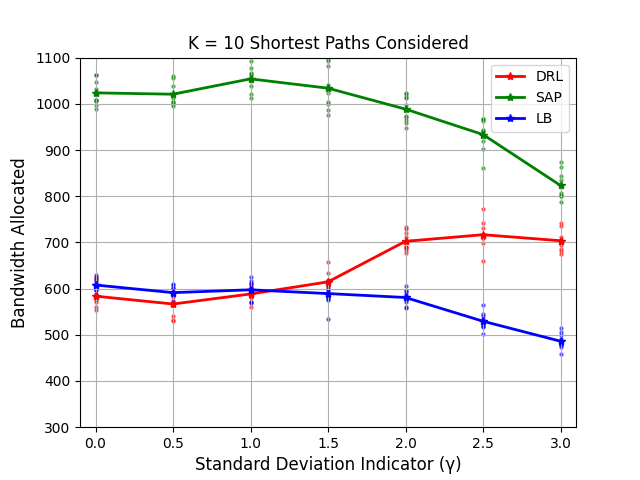 K = 10 Shortest Paths Considered
Bandwidth Allocated
1100
1000
900
800
700
600
500
400
300
DRL
SAP
LB
0.0 0.5 1.0 1.5 2.0 2.5 3.0
Standard Deviation Indicator (γ)